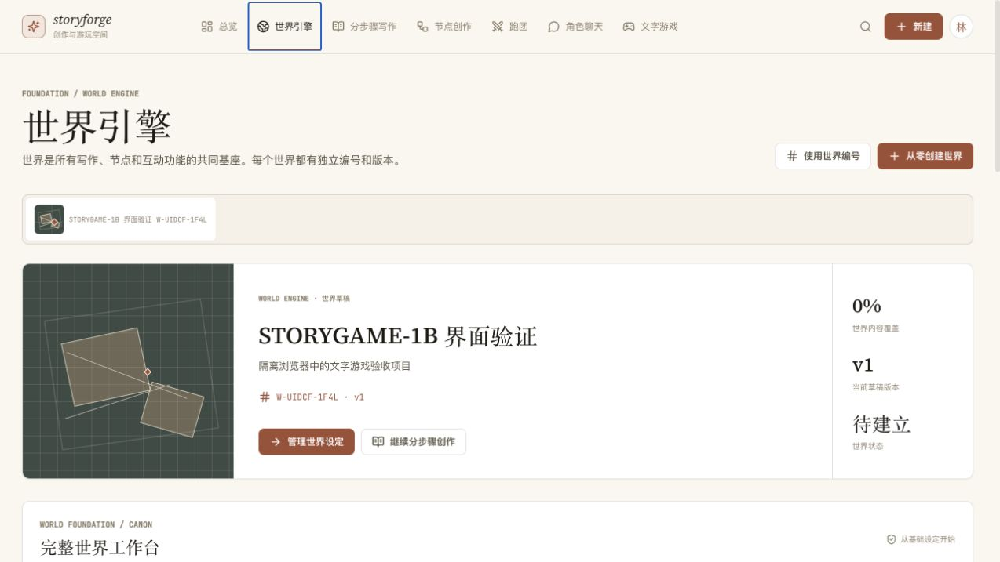 storyforge
创作与游玩空间
总览
世界引擎
分步骤写作
节点创作
跑团
角色聊天
文字游戏
新建
林
FOUNDATION / WORLD ENGINE
世界引擎
世界是所有写作、节点和互动功能的共同基座。每个世界都有独立编号和版本。
使用世界编号
从零创建世界
STORYGAME-1B 界面验证 W-UIDCF-1F4L
WORLD ENGINE · 世界草稿
STORYGAME-1B 界面验证
隔离浏览器中的文字游戏验收项目
W-UIDCF-1F4L · v1
管理世界设定
继续分步骤创作
0%
世界内容覆盖
v1
当前草稿版本
待建立
世界状态
WORLD FOUNDATION / CANON
完整世界工作台
从基础设定开始